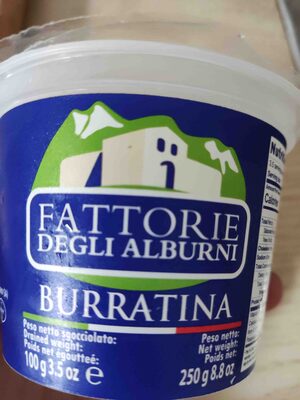 FATTORIE
DEGLI ALBURNI
BURRATINA
Peso netto sgocciolato:
Drained weight:
Poids net égoutteé:
100 g 3.5 oz e
Peso netto:
Net weight:
Poids net:
250 g 8.8 oz